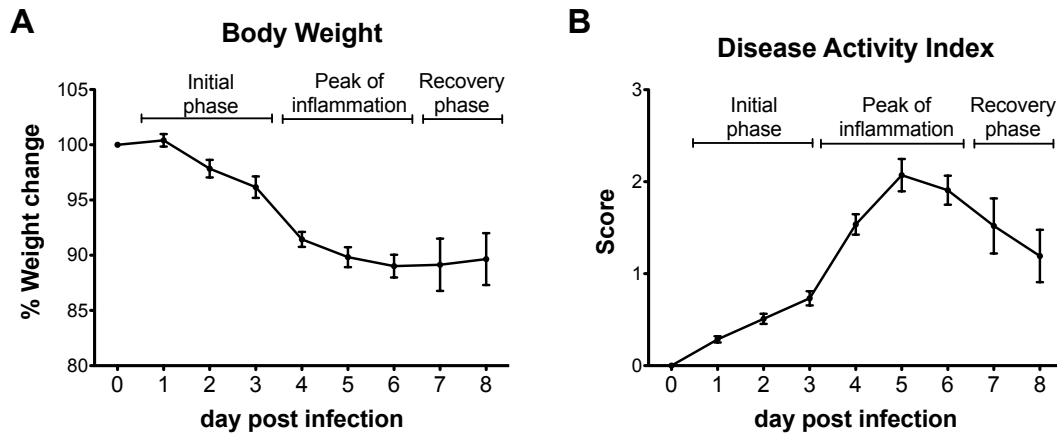 A
Body Weight
Initial
phase
Peak of
inflammation
Recovery
phase
105
100
95
90
85
80
% Weight change
0 1 2 3 4 5 6 7 8
day post infection
B
Disease Activity Index
Initial
phase
Peak of
inflammation
Recovery
phase
3
2
1
0
Score
0 1 2 3 4 5 6 7 8
day post infection